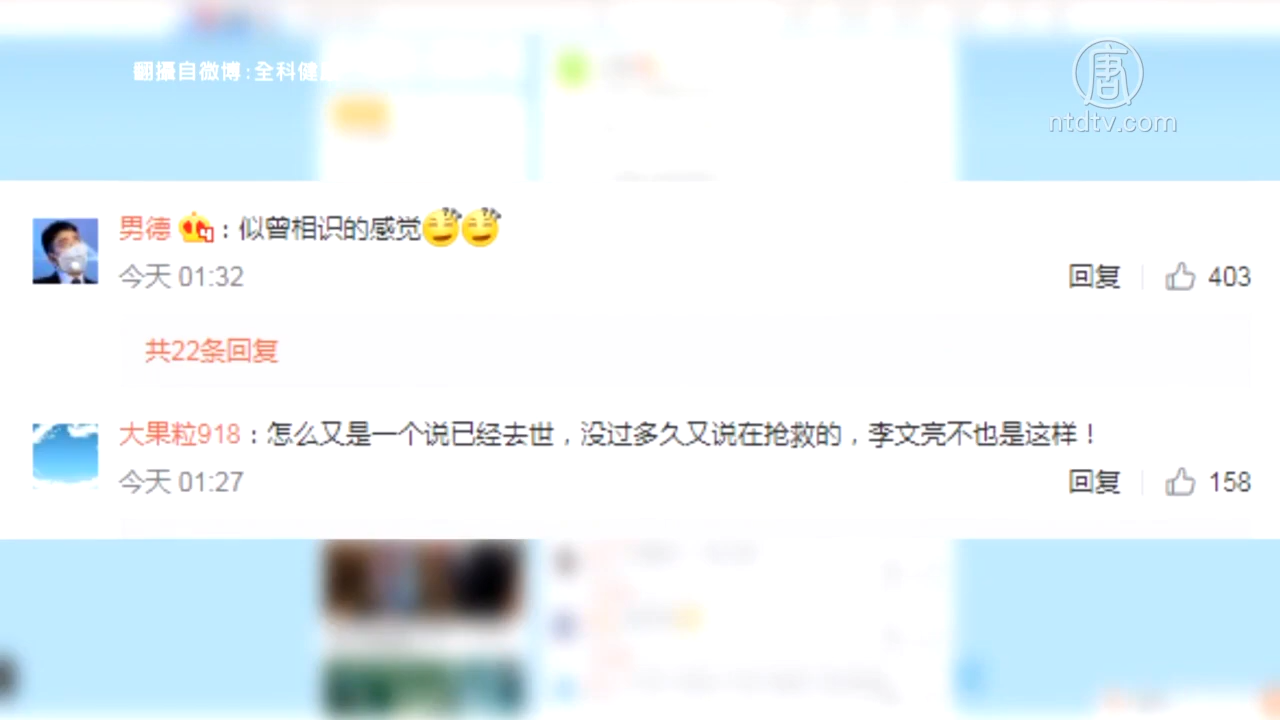 翻攝自微博:全科健
唐
ntdtv.com
男德 4:似曾相识的感觉
今天 01:32
回复 403
共22条回复
大果粒918:怎么又是一个说已经去世,没过多久又说在抢救的,李文亮不也是这样!
今天 01:27
回复 158